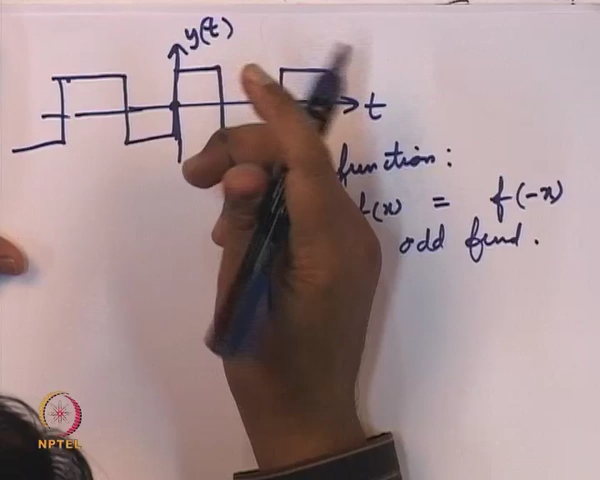 y(t)
t
function:
f(x) = f(-x)
odd fund.
NPTEL